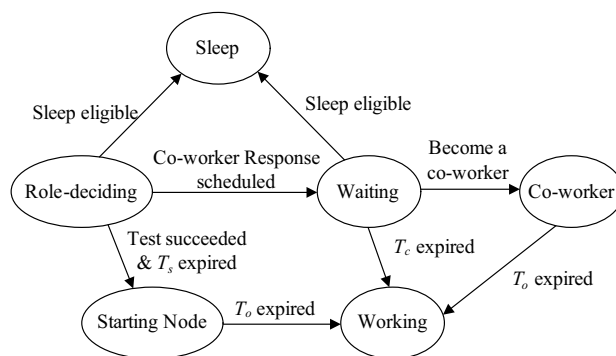 Sleep
Sleep eligible
Sleep eligible
Co-worker Response
scheduled
Become a
co-worker
Role-deciding
Waiting
Co-worker
Test succeeded
& Ts expired
Tc expired
To expired
Starting Node
To expired
Working